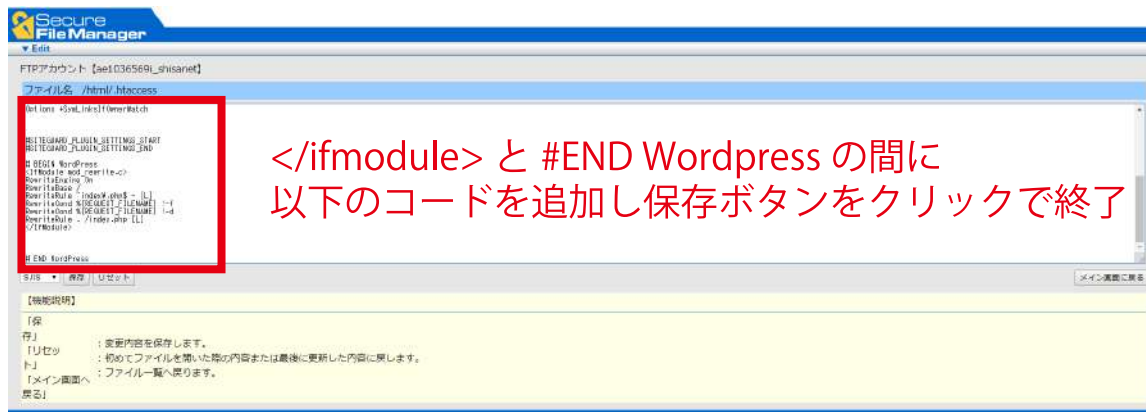 Secure
FileManager
▼ Edit
FTPアカウント【ae1036569i_shisanet】
ファイル名 /html/.htaccess
Options +SymLinksIfOwnerMatch
#SITEGUARD_PLUGIN_SETTINGS_START
#SITEGUARD_PLUGIN_SETTINGS_END
# BEGIN WordPress
<IfModule mod_rewrite.c>
RewriteEngine On
RewriteBase /
RewriteRule ^index¥.php$ - [L]
RewriteCond %{REQUEST_FILENAME} !-f
RewriteCond %{REQUEST_FILENAME} !-d
RewriteRule . /index.php [L]
</IfModule>
# END WordPress
</ifmodule> と #END Wordpress の間に
以下のコードを追加し保存ボタンをクリックで終了
SJIS 保存 リセット
メイン画面に戻る
【機能説明】
「保
存」
：変更内容を保存します。
「リセッ
ト」
：初めてファイルを開いた際の内容または最後に更新した内容に戻します。
「メイン画面へ
戻る」
：ファイル一覧へ戻ります。